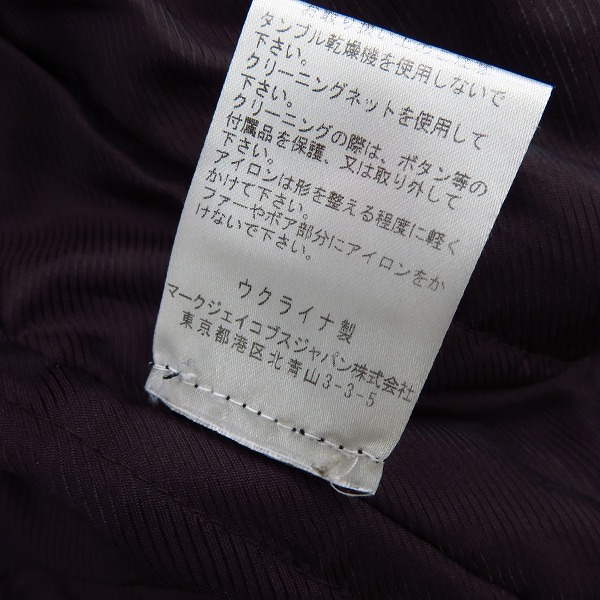 タンブル乾燥機を使用しないで
下さい。
クリーニングネットを使用して
下さい。
クリーニングの際は、ボタン等の
付属品を保護、又は取り外して
下さい。
アイロンは形を整える程度に軽く
かけて下さい。
ファーやボア部分にアイロンをか
けないで下さい。
ウクライナ製
マークジェイコブスジャパン株式会社
東京都港区北青山3-3-5